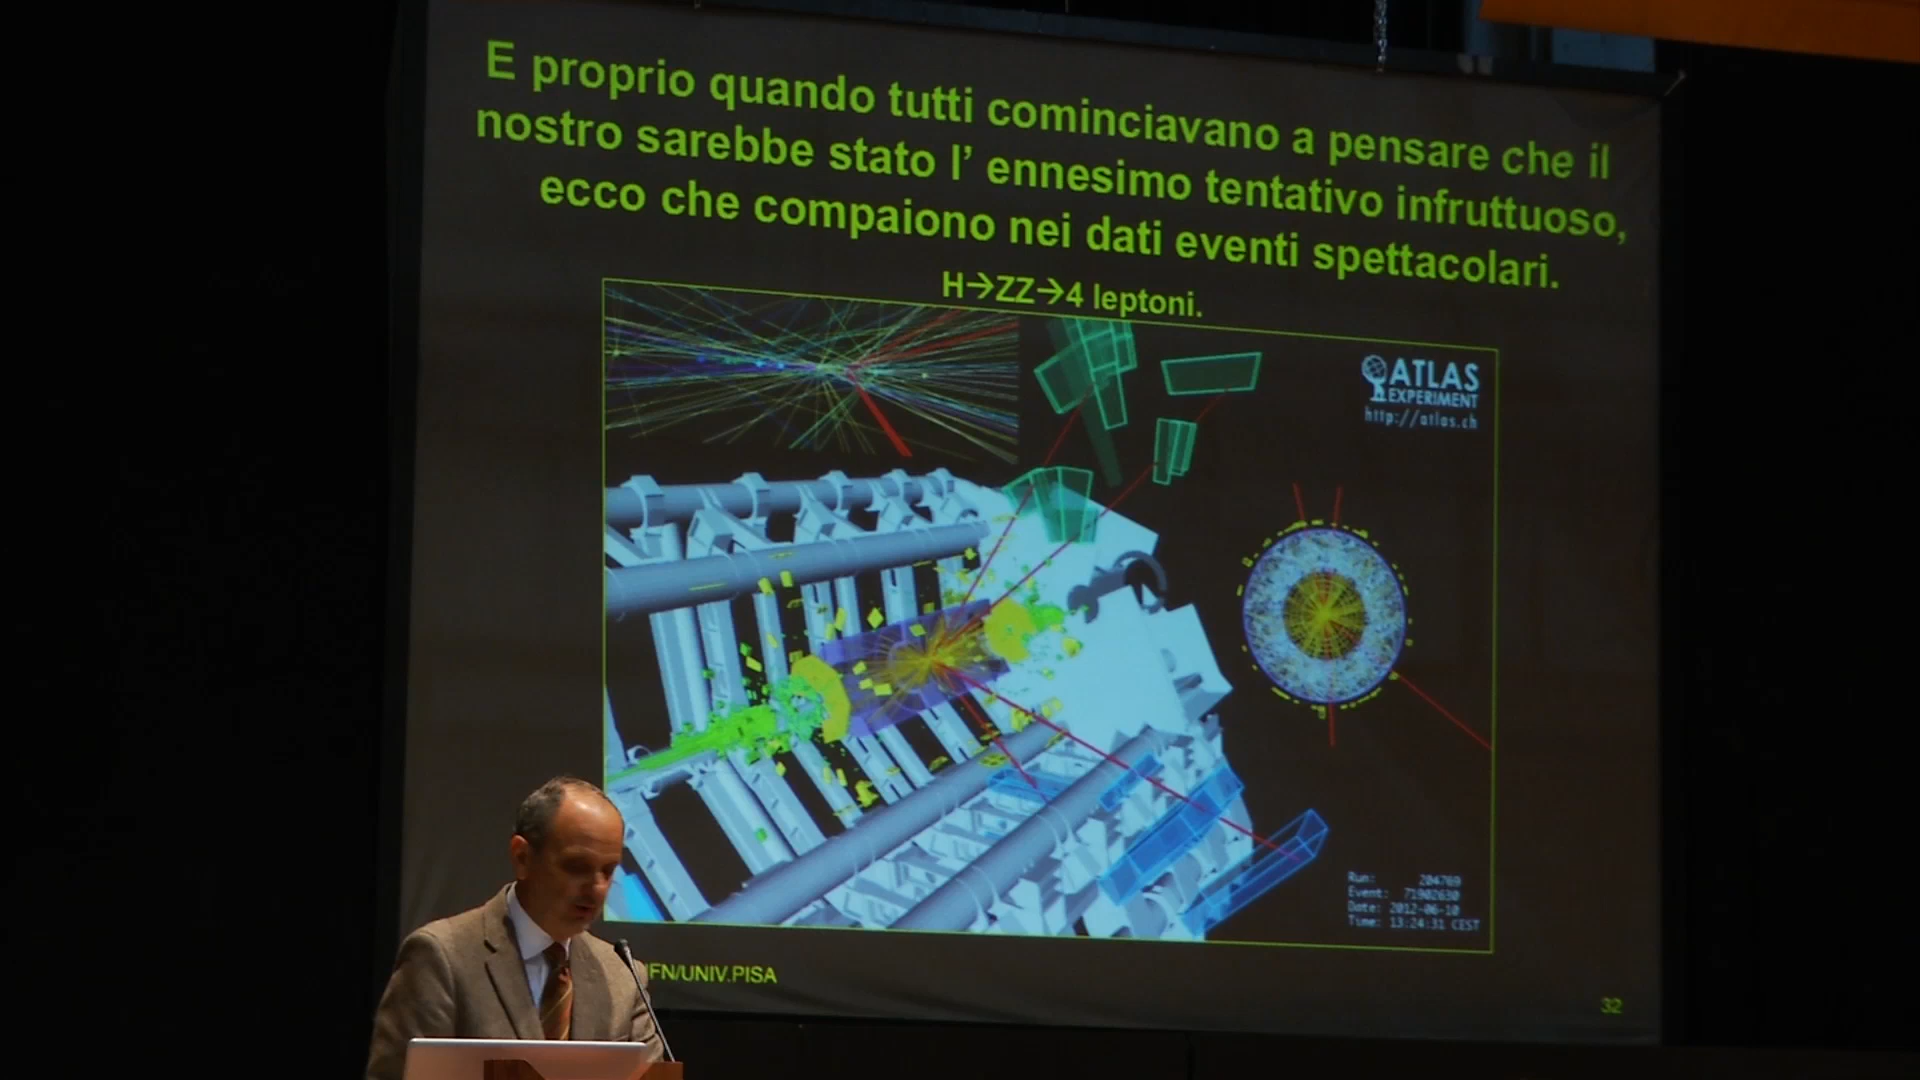 E proprio quando tutti cominciavano a pensare che il
nostro sarebbe stato l’ ennesimo tentativo infruttuoso,
ecco che compaiono nei dati eventi spettacolari.
H→ZZ→4 leptoni.
ATLAS
EXPERIMENT
http://atlas.ch
Run: 204769
Event: 71902630
Date: 2012-06-10
Time: 13:24:31 CEST
NFN/UNIV.PISA
32